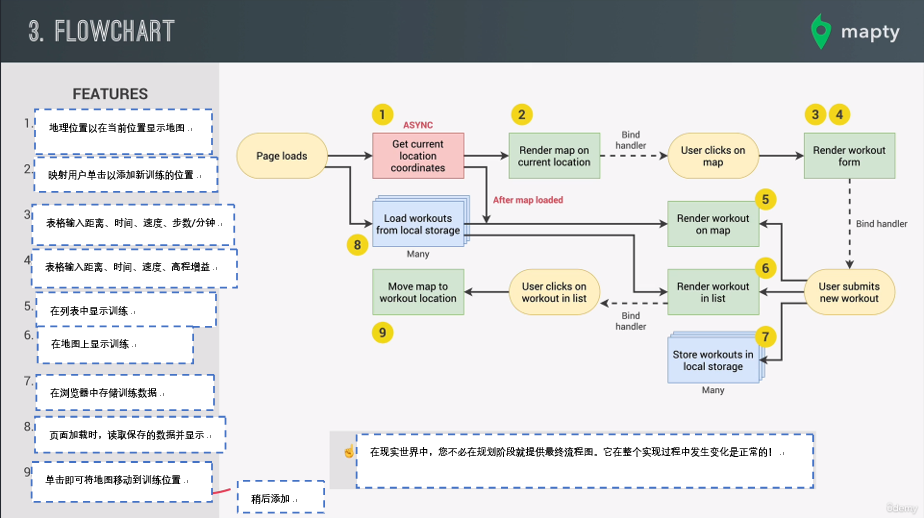 3. FLOWCHART
mapty
FEATURES
1. 地理位置以在当前位置显示地图
2. 映射用户单击以添加新训练的位置
3. 表格输入距离、时间、速度、步数/分钟
4. 表格输入距离、时间、速度、高程增益
5. 在列表中显示训练
6. 在地图上显示训练
7. 在浏览器中存储训练数据
8. 页面加载时，读取保存的数据并显示
9. 单击即可将地图移动到训练位置
稍后添加
1
2
3
4
ASYNC
Page loads
Get current
location
coordinates
Render map on
current location
Bind
handler
User clicks on
map
Render workout
form
After map loaded
Bind handler
8
Load workouts
from local storage
Many
5
Render workout
on map
Move map to
workout location
9
User clicks on
workout in list
Bind
handler
6
Render workout
in list
User submits
new workout
7
Store workouts in
local storage
Many
☝ 在现实世界中，您不必在规划阶段就提供最终流程图。它在整个实现过程中发生变化是正常的！
ûdemy